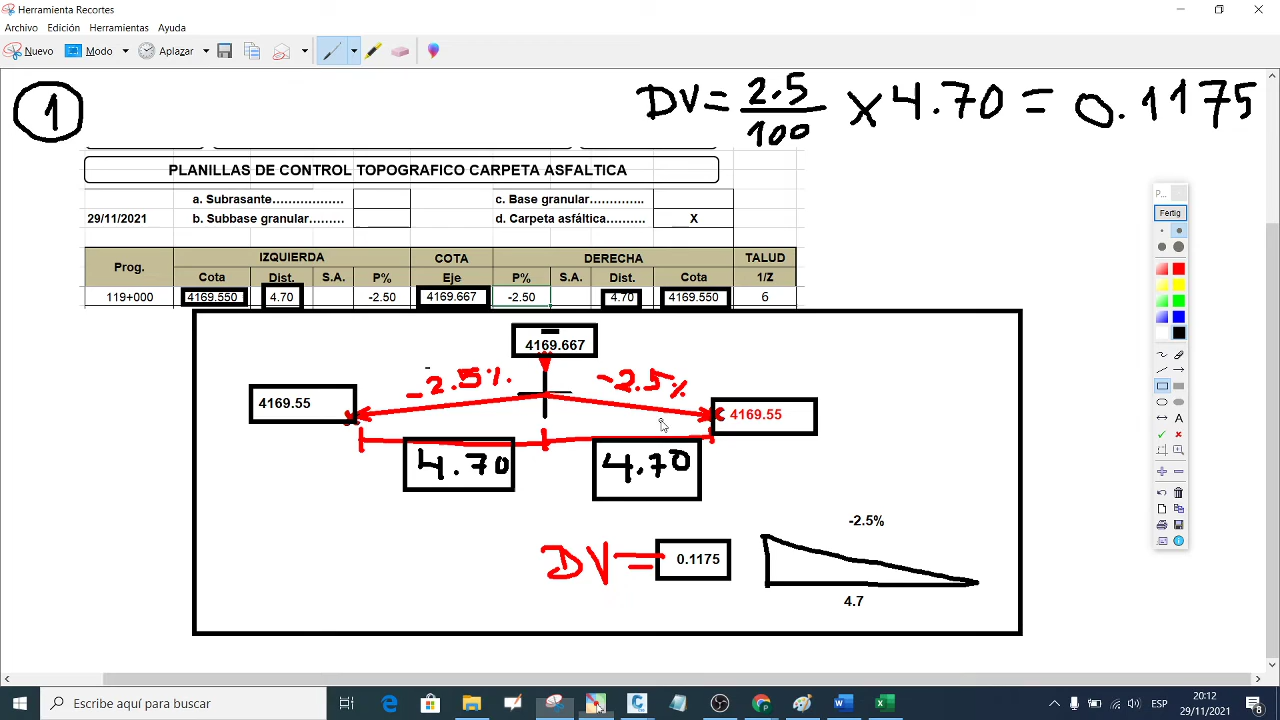 Herramienta Recortes
Archivo Edición Herramientas Ayuda
Nuevo Modo Aplazar
1
DV= 2.5/100 X 4.70 = 0.1175
PLANILLAS DE CONTROL TOPOGRAFICO CARPETA ASFALTICA
a. Subrasante.................. c. Base granular..............
29/11/2021 b. Subbase granular......... d. Carpeta asfáltica.......... X
Prog. IZQUIERDA COTA DERECHA TALUD
Cota Dist. S.A. P% Eje P% S.A. Dist. Cota 1/Z
119+000 4169.550 4.70 -2.50 4169.667 -2.50 4.70 4169.550 6
4169.667
-2.5% -2.5%
4169.55 4169.55
4.70 4.70
-2.5%
DV= 0.1175
4.7
P...
Fertig
A
Escribe aquí para buscar
ESP
20:12
29/11/2021
8